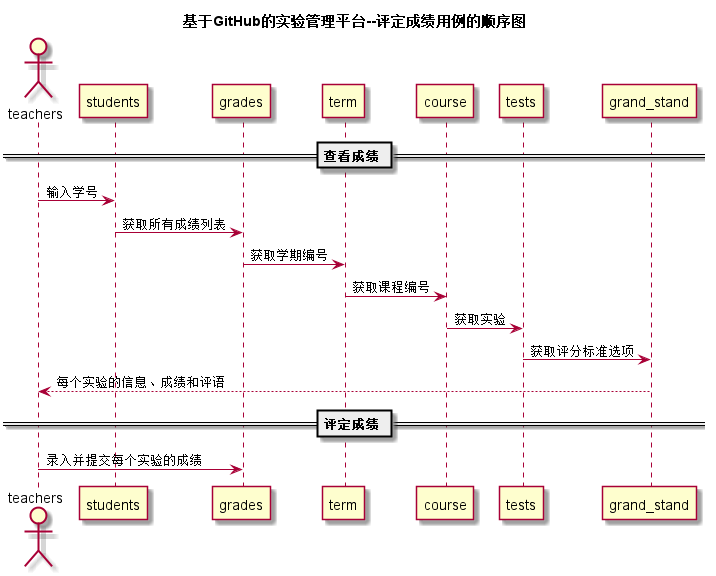 基于GitHub的实验管理平台--评定成绩用例的顺序图
teachers
students
grades
term
course
tests
grand_stand
查看成绩
输入学号
获取所有成绩列表
获取学期编号
获取课程编号
获取实验
获取评分标准选项
每个实验的信息、成绩和评语
评定成绩
录入并提交每个实验的成绩
teachers
students
grades
term
course
tests
grand_stand